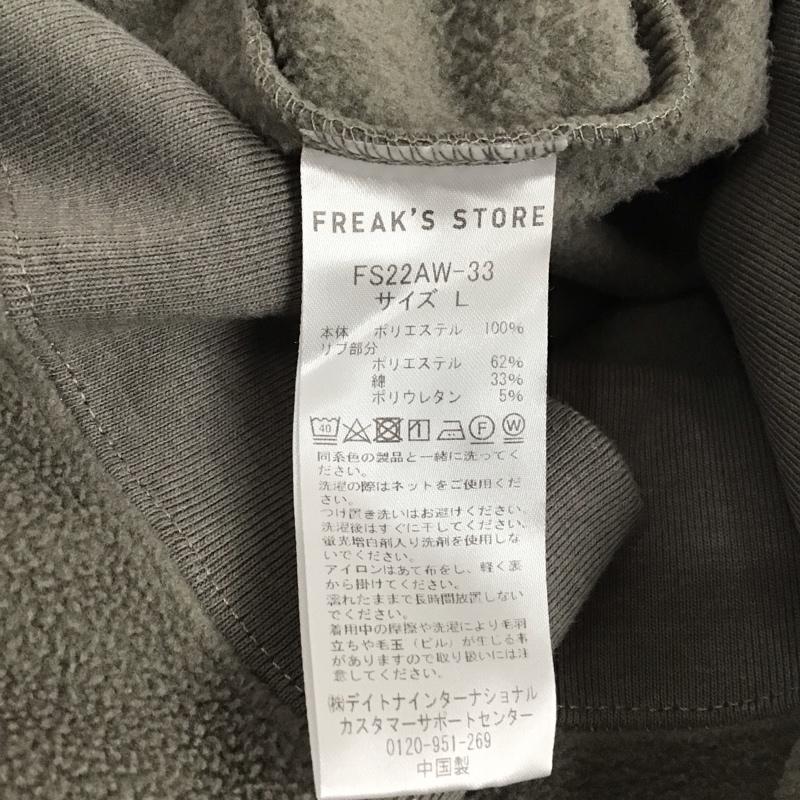 FREAK'S STORE
FS22AW-33
サイズ L
本体 ポリエステル 100%
リブ部分
ポリエステル 62%
綿 33%
ポリウレタン 5%
40 F W
同系色の製品と一緒に洗ってく
ださい。
洗濯の際はネットをご使用くだ
さい。
つけ置き洗いはお避けください。
洗濯後はすぐに干してください。
蛍光増白剤入り洗剤を使用しな
いでください。
アイロンはあて布をし、軽く裏
から掛けてください。
濡れたままで長時間放置しない
でください。
着用中の摩擦や洗濯により毛羽
立ちや毛玉（ピル）が生じる事
がありますので取り扱いには注
意してください。
㈱デイトナインターナショナル
カスタマーサポートセンター
0120-951-269
中国製